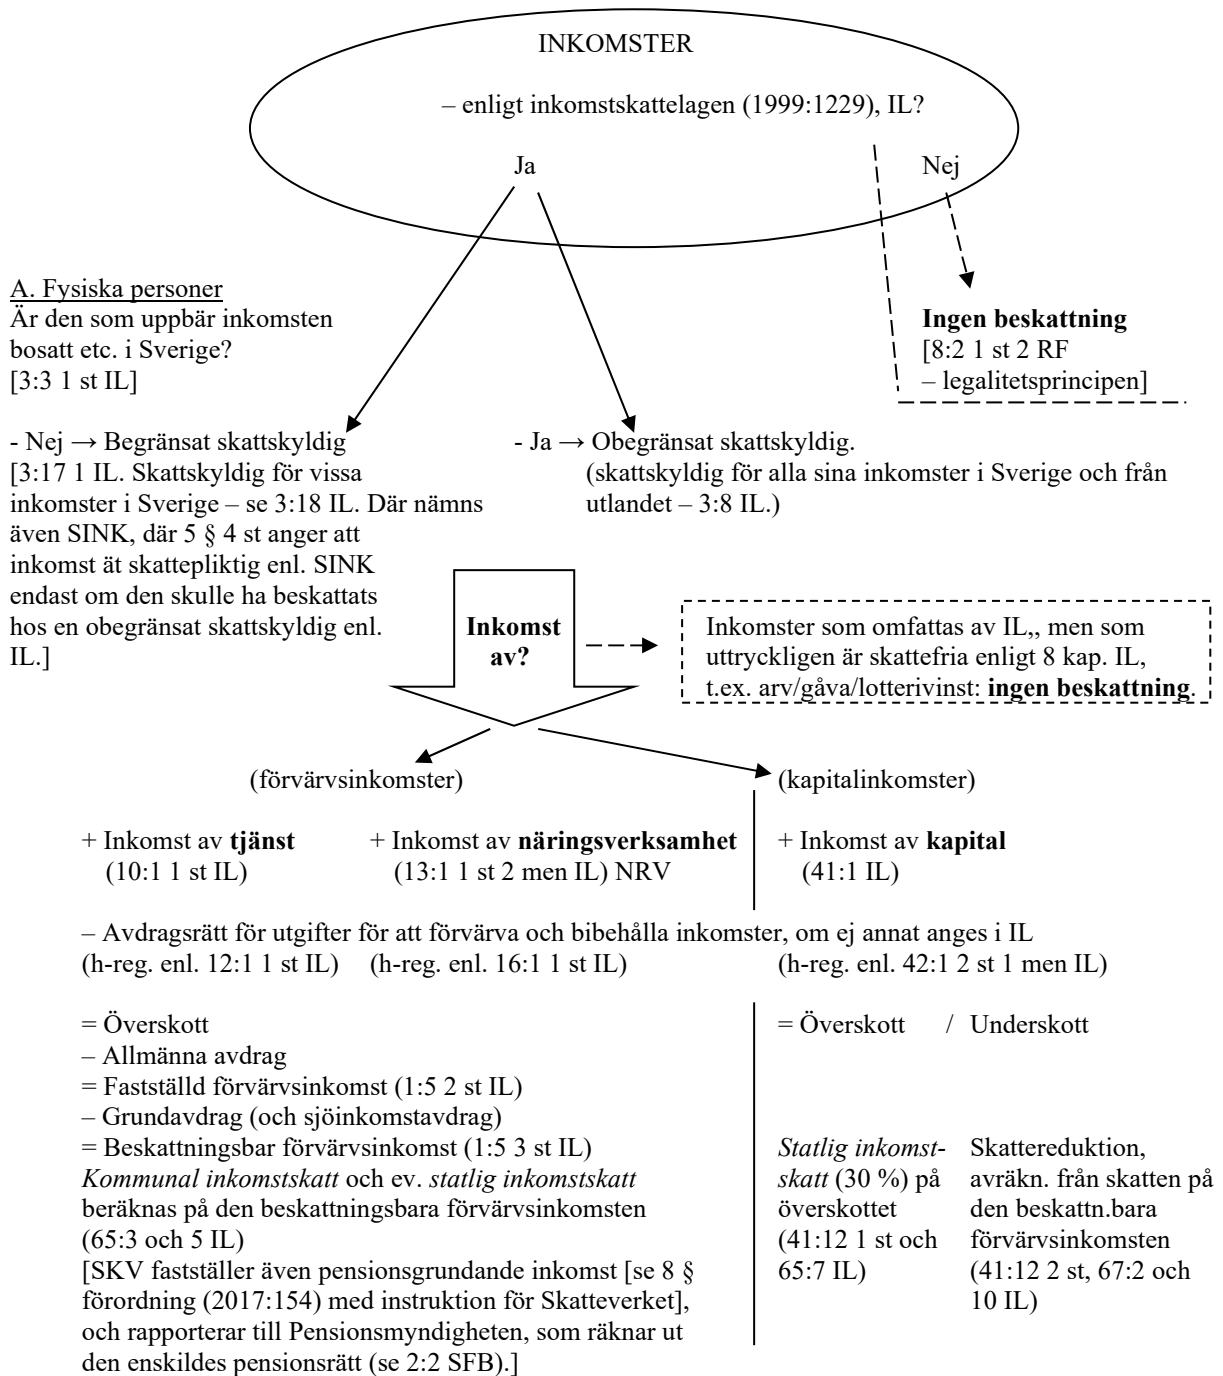 INKOMSTER
– enligt inkomstskattelagen (1999:1229), IL?
Ja
Nej
A. Fysiska personer
Är den som uppbär inkomsten
bosatt etc. i Sverige?
[3:3 1 st IL]
Ingen beskattning
[8:2 1 st 2 RF
– legalitetsprincipen]
- Nej → Begränsat skattskyldig
[3:17 1 IL. Skattskyldig för vissa
inkomster i Sverige – se 3:18 IL. Där nämns
även SINK, där 5 § 4 st anger att
inkomst ät skattepliktig enl. SINK
endast om den skulle ha beskattats
hos en obegränsat skattskyldig enl.
IL.]
- Ja → Obegränsat skattskyldig.
(skattskyldig för alla sina inkomster i Sverige och från
utlandet – 3:8 IL.)
Inkomst
av?
Inkomster som omfattas av IL,, men som
uttryckligen är skattefria enligt 8 kap. IL,
t.ex. arv/gåva/lotterivinst: ingen beskattning.
(förvärvsinkomster)
(kapitalinkomster)
+ Inkomst av tjänst
(10:1 1 st IL)
+ Inkomst av näringsverksamhet
(13:1 1 st 2 men IL) NRV
+ Inkomst av kapital
(41:1 IL)
– Avdragsrätt för utgifter för att förvärva och bibehålla inkomster, om ej annat anges i IL
(h-reg. enl. 12:1 1 st IL) (h-reg. enl. 16:1 1 st IL) (h-reg. enl. 42:1 2 st 1 men IL)
= Överskott
– Allmänna avdrag
= Fastställd förvärvsinkomst (1:5 2 st IL)
– Grundavdrag (och sjöinkomstavdrag)
= Beskattningsbar förvärvsinkomst (1:5 3 st IL)
Kommunal inkomstskatt och ev. statlig inkomstskatt
beräknas på den beskattningsbara förvärvsinkomsten
(65:3 och 5 IL)
[SKV fastställer även pensionsgrundande inkomst [se 8 §
förordning (2017:154) med instruktion för Skatteverket],
och rapporterar till Pensionsmyndigheten, som räknar ut
den enskildes pensionsrätt (se 2:2 SFB).]
= Överskott / Underskott
Statlig inkomst-
skatt (30 %) på
överskottet
(41:12 1 st och
65:7 IL)
Skattereduktion,
avräkn. från skatten på
den beskattn.bara
förvärvsinkomsten
(41:12 2 st, 67:2 och
10 IL)